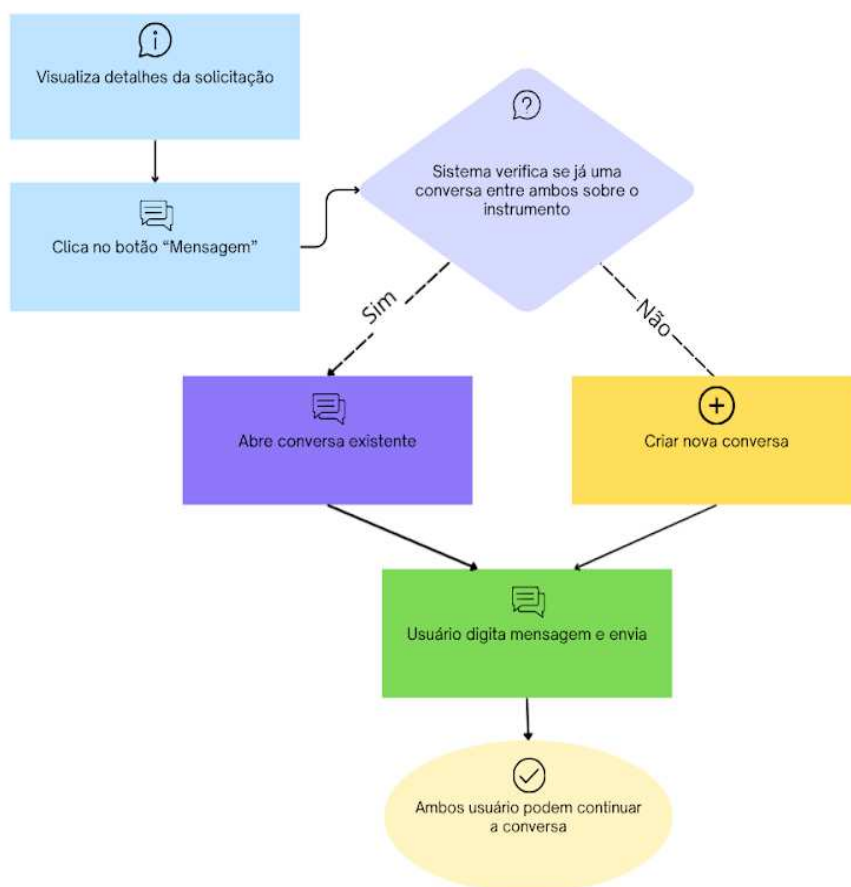 Visualiza detalhes da solicitação
Clica no botão “Mensagem”
Sistema verifica se já uma
conversa entre ambos sobre o
instrumento
Sim
Não
Abre conversa existente
Criar nova conversa
Usuário digita mensagem e envia
Ambos usuário podem continuar
a conversa